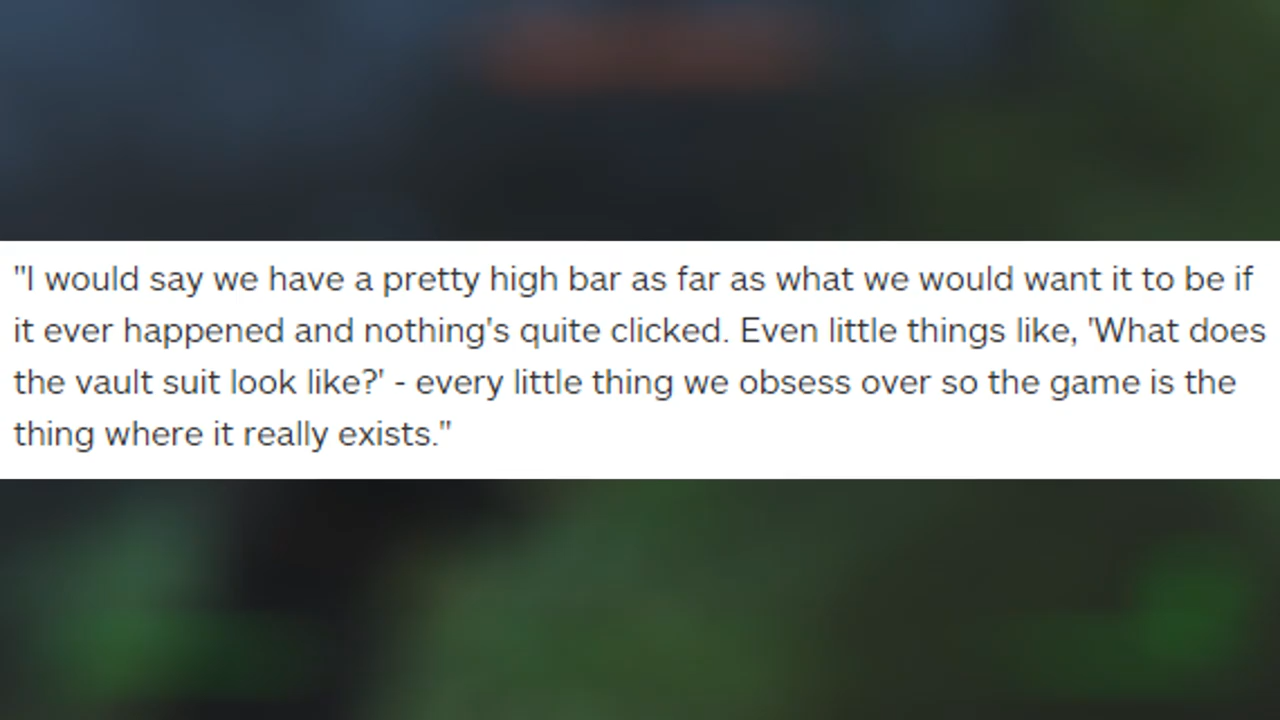 "I would say we have a pretty high bar as far as what we would want it to be if
it ever happened and nothing's quite clicked. Even little things like, 'What does
the vault suit look like?' - every little thing we obsess over so the game is the
thing where it really exists."